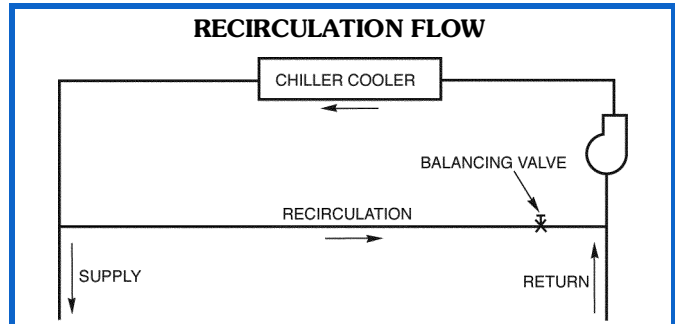 RECIRCULATION FLOW
CHILLER COOLER
BALANCING VALVE
RECIRCULATION
SUPPLY
RETURN